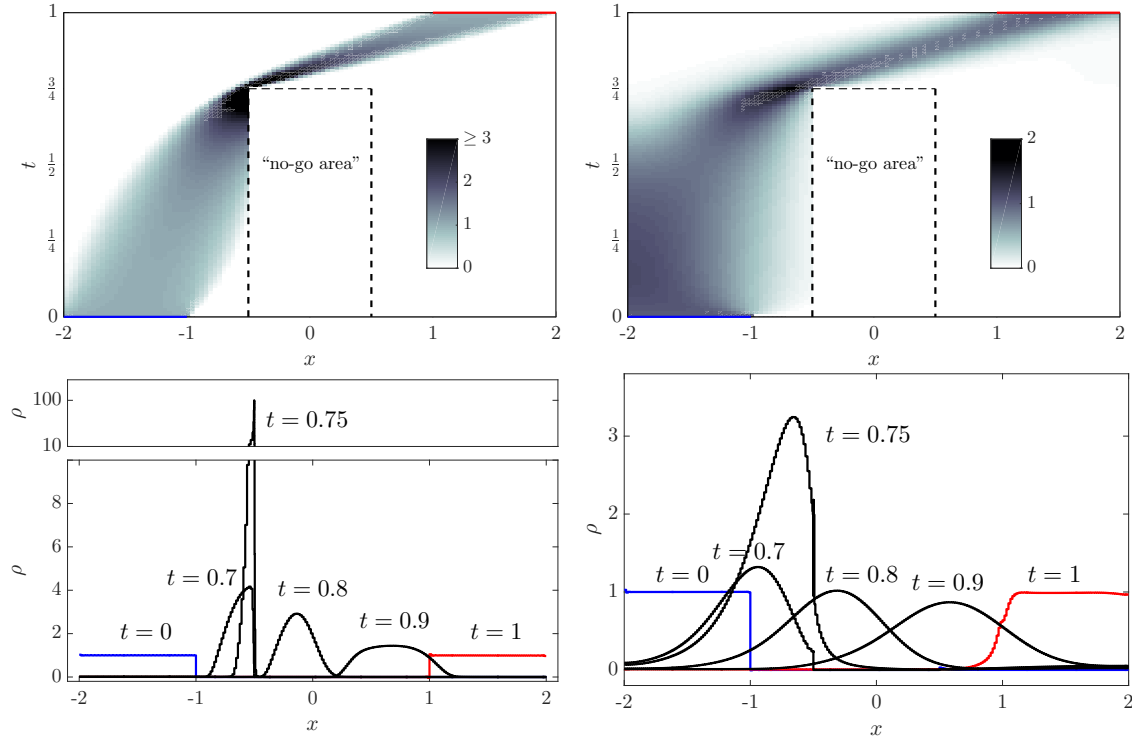 1
3/4
1/2
1/4
0
t
"no-go area"
≥ 3
2
1
0
-2 -1 0 1 2
x
1
3/4
1/2
1/4
0
t
“no-go area”
2
1
0
-2 -1 0 1 2
x
100
10
ρ
t = 0.75
8
6
4
2
0
ρ
t = 0.7
t = 0.8
t = 0
t = 0.9
t = 1
-2 -1 0 1 2
x
3
2
1
0
ρ
t = 0.75
t = 0.7
t = 0
t = 0.8
t = 0.9
t = 1
-2 -1 0 1 2
x